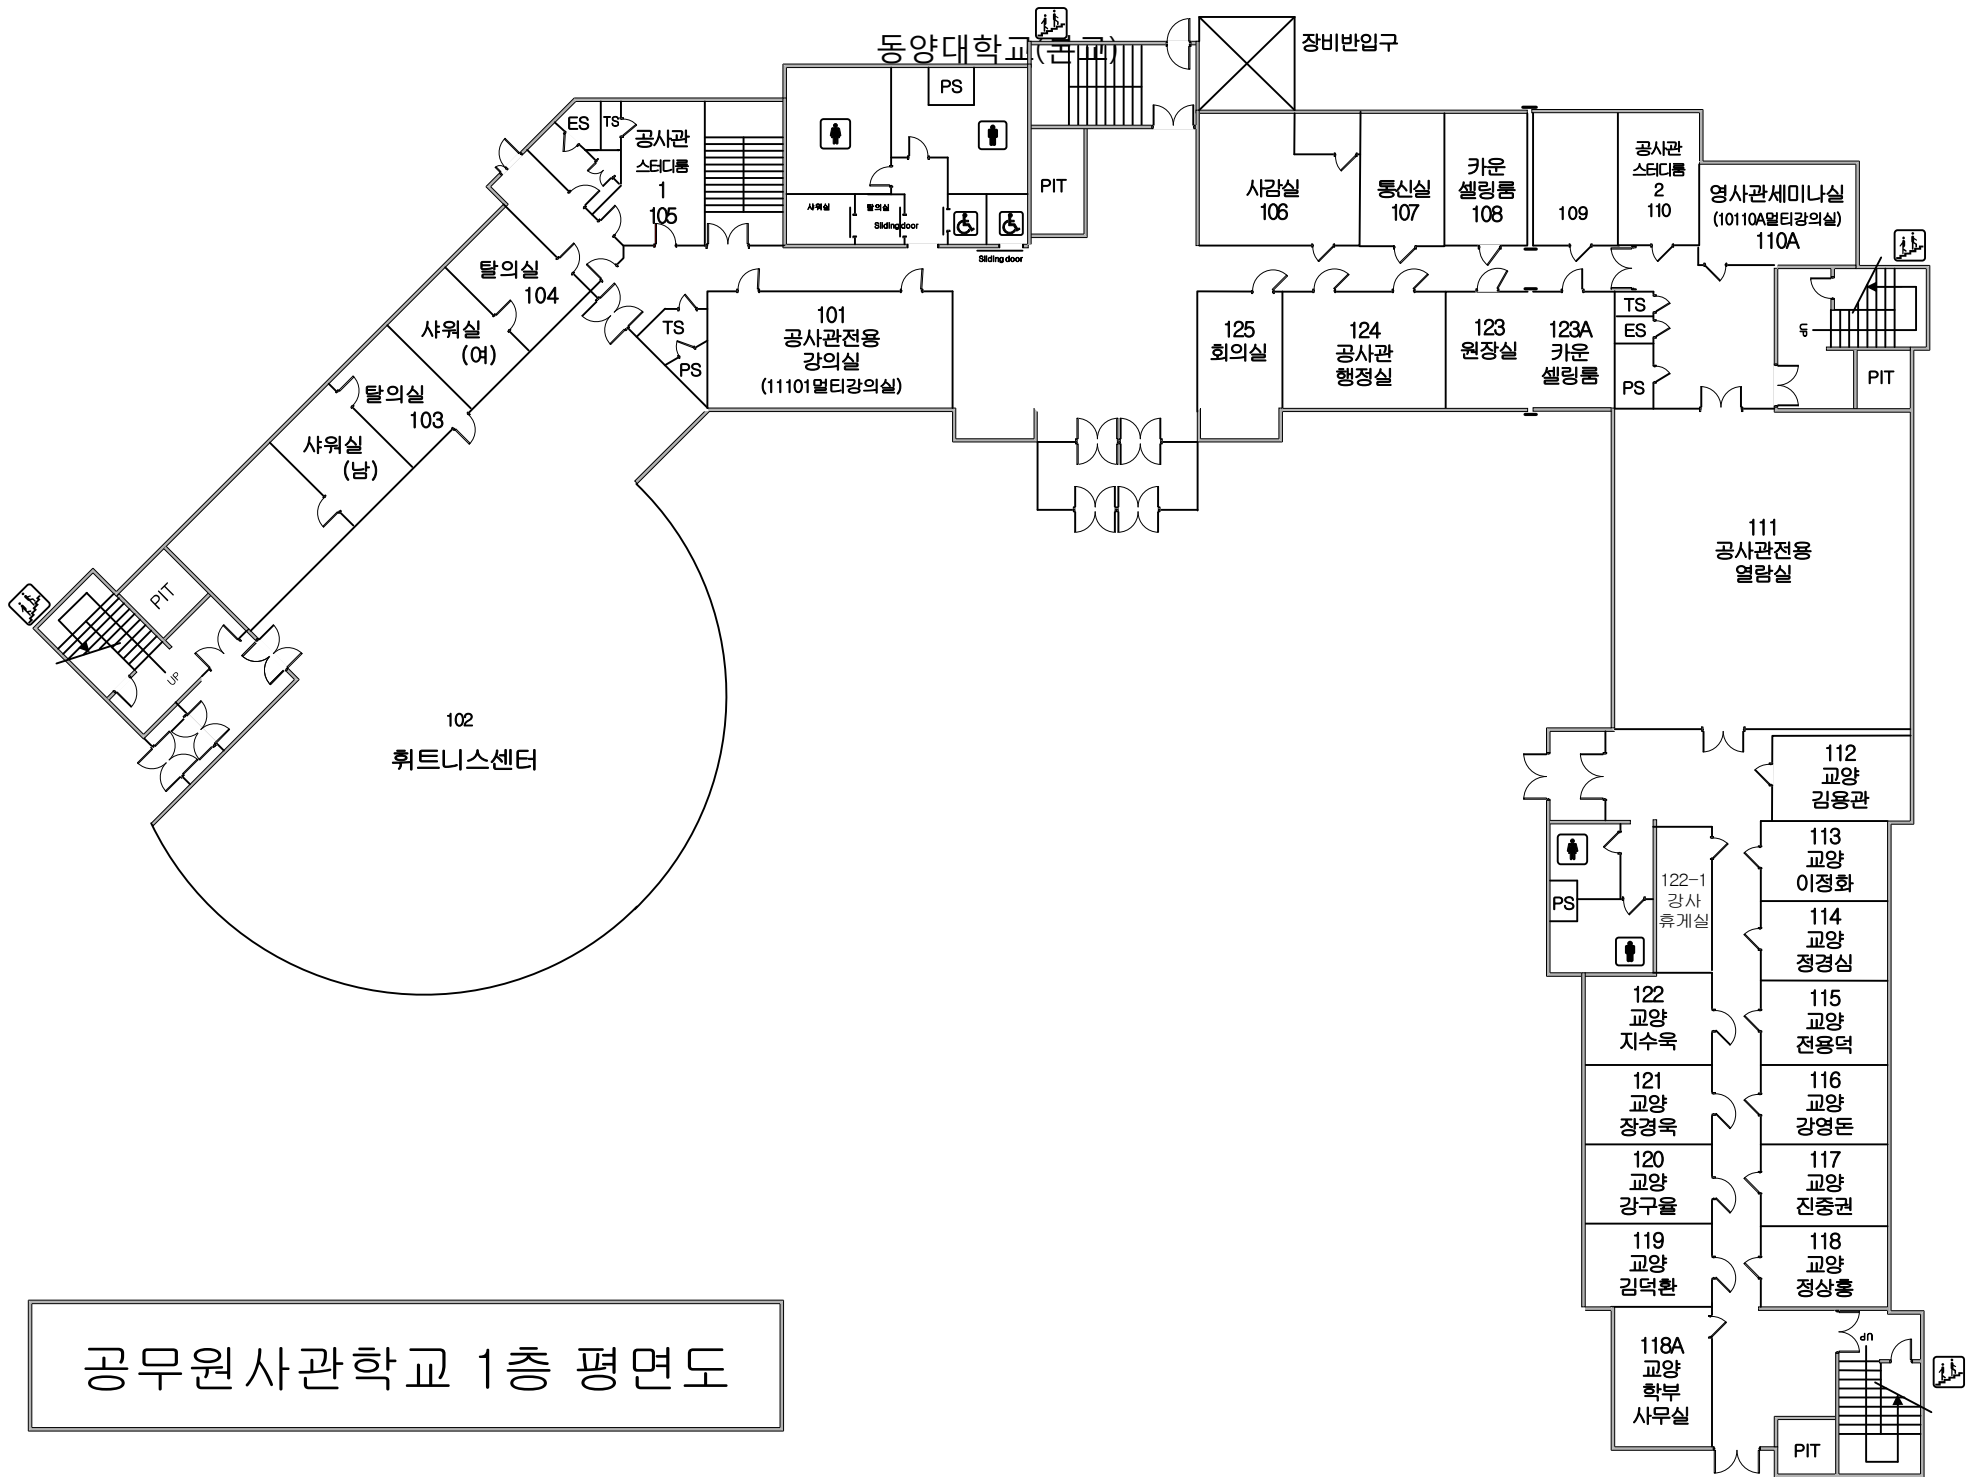 동양대학교(본교)
장비반입구
PS
ES
TS
공사관
스터디룸
1
105
샤워실
탈의실
Sliding door
Sliding door
PIT
사감실
106
통신실
107
카운
셀링룸
108
109
공사관
스터디룸
2
110
영사관세미나실
(10110A멀티강의실)
110A
UP
PIT
탈의실
104
샤워실
(여)
탈의실
103
샤워실
(남)
PIT
UP
TS
PS
101
공사관전용
강의실
(11101멀티강의실)
125
회의실
124
공사관
행정실
123
원장실
123A
카운
셀링룸
TS
ES
PS
111
공사관전용
열람실
102
휘트니스센터
112
교양
김용관
113
교양
이정화
114
교양
정경심
115
교양
전용덕
116
교양
강영돈
117
교양
진중권
118
교양
정상홍
PS
122-1
강사
휴게실
122
교양
지수욱
121
교양
장경욱
120
교양
강구율
119
교양
김덕환
118A
교양
학부
사무실
UP
PIT
공무원사관학교 1층 평면도